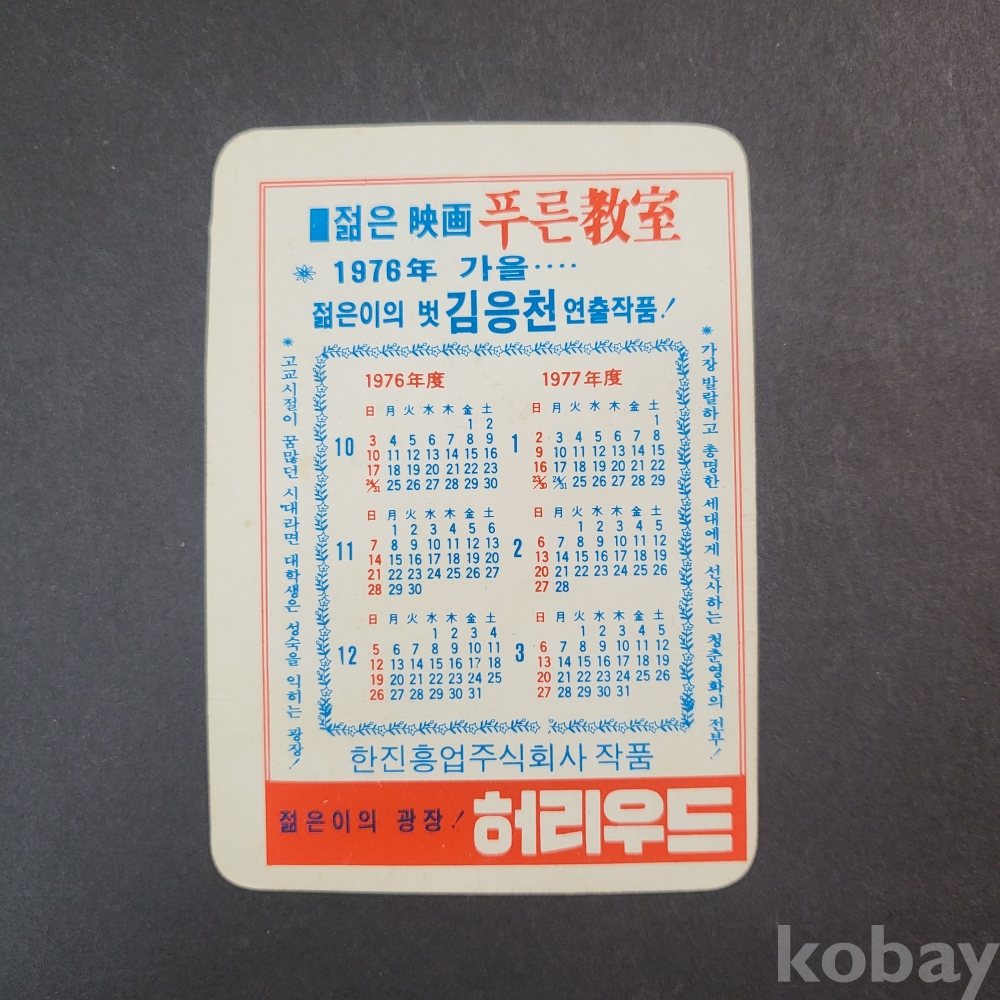 젊은 映画 푸른敎室
1976年 가을‥‥
젊은이의 벗 김응천 연출작품!
* 고교시절이 꿈많던 시대라면 대학생은 성숙을 익히는 광장!
* 가장 발랄하고 총명한 세대에게 선사하는 청춘영화의 전부!
1976年度
10
日 月 火 水 木 金 土
1 2
3 4 5 6 7 8 9
10 11 12 13 14 15 16
17 18 19 20 21 22 23
24/31 25 26 27 28 29 30
11
日 月 火 水 木 金 土
1 2 3 4 5 6
7 8 9 10 11 12 13
14 15 16 17 18 19 20
21 22 23 24 25 26 27
28 29 30
12
日 月 火 水 木 金 土
1 2 3 4
5 6 7 8 9 10 11
12 13 14 15 16 17 18
19 20 21 22 23 24 25
26 27 28 29 30 31
1977年度
1
日 月 火 水 木 金 土
1
2 3 4 5 6 7 8
9 10 11 12 13 14 15
16 17 18 19 20 21 22
23/30 24/31 25 26 27 28 29
2
日 月 火 水 木 金 土
1 2 3 4 5
6 7 8 9 10 11 12
13 14 15 16 17 18 19
20 21 22 23 24 25 26
27 28
3
日 月 火 水 木 金 土
1 2 3 4 5
6 7 8 9 10 11 12
13 14 15 16 17 18 19
20 21 22 23 24 25 26
27 28 29 30 31
한진흥업주식회사 작품
젊은이의 광장! 허리우드
kobay